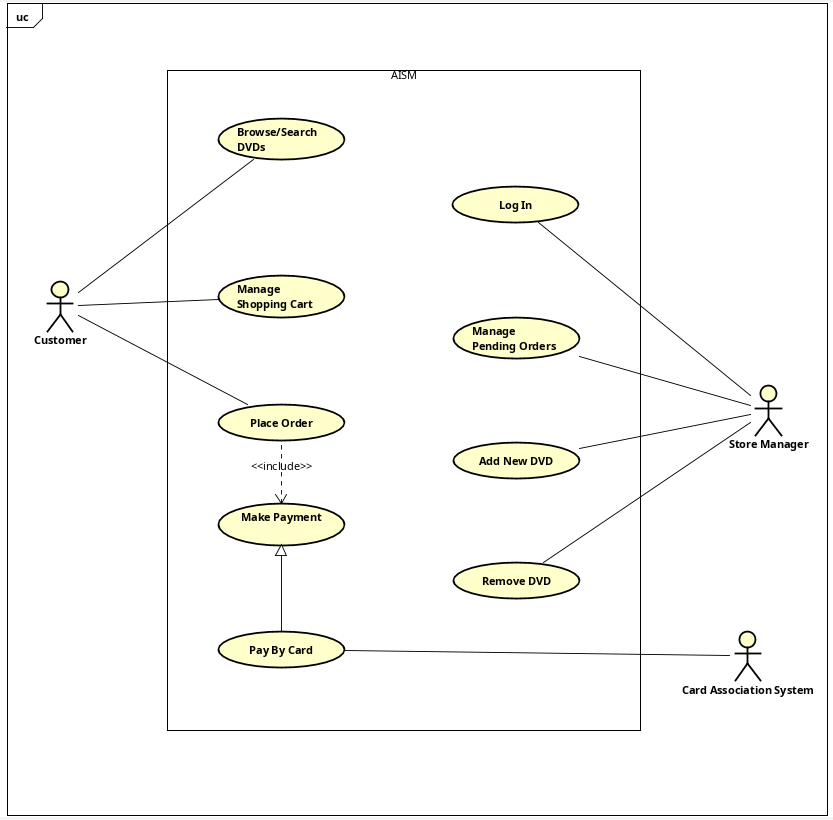 uc
AISM
Browse/Search
DVDs
Log In
Manage
Shopping Cart
Customer
Manage
Pending Orders
Place Order
Store Manager
<<include>>
Add New DVD
Make Payment
Remove DVD
Pay By Card
Card Association System